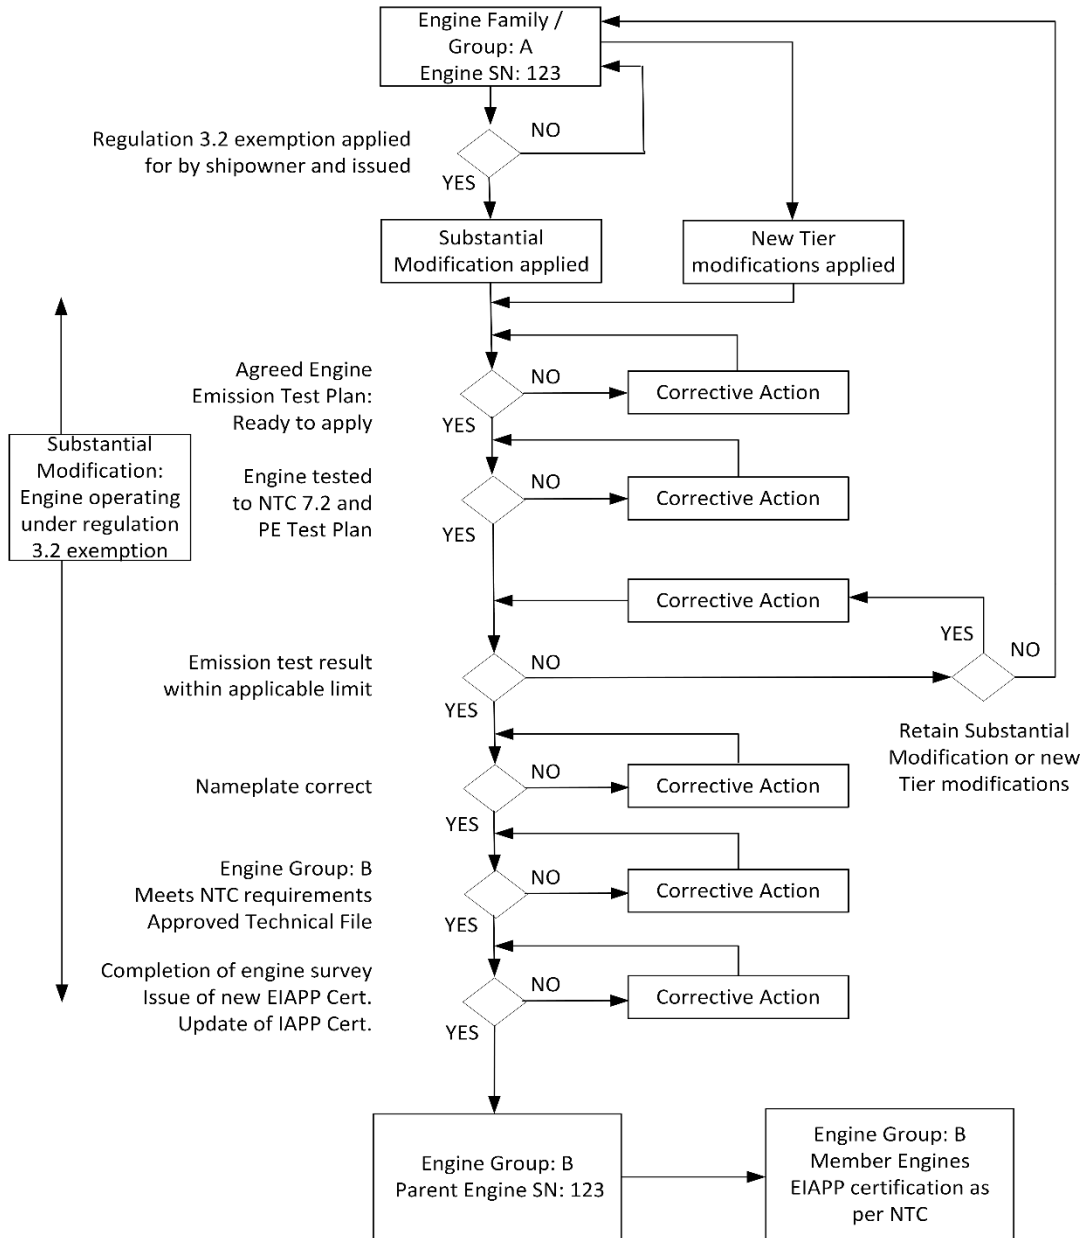 Engine Family /
Group: A
Engine SN: 123
Regulation 3.2 exemption applied
for by shipowner and issued
NO
YES
Substantial
Modification applied
New Tier
modifications applied
Agreed Engine
Emission Test Plan:
Ready to apply
NO
YES
Corrective Action
Substantial
Modification:
Engine operating
under regulation
3.2 exemption
Engine tested
to NTC 7.2 and
PE Test Plan
NO
YES
Corrective Action
Corrective Action
YES
NO
Emission test result
within applicable limit
NO
YES
Retain Substantial
Modification or new
Tier modifications
Nameplate correct
NO
YES
Corrective Action
Engine Group: B
Meets NTC requirements
Approved Technical File
NO
YES
Corrective Action
Completion of engine survey
Issue of new EIAPP Cert.
Update of IAPP Cert.
NO
YES
Corrective Action
Engine Group: B
Parent Engine SN: 123
Engine Group: B
Member Engines
EIAPP certification as
per NTC